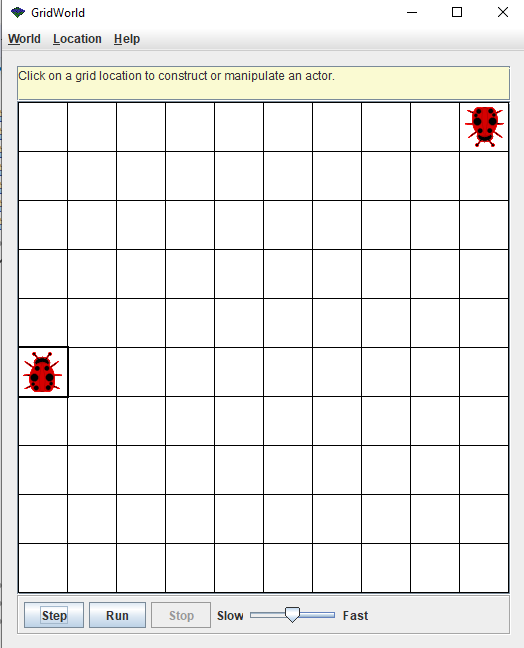 GridWorld
World Location Help
Click on a grid location to construct or manipulate an actor.
Step Run Stop Slow Fast